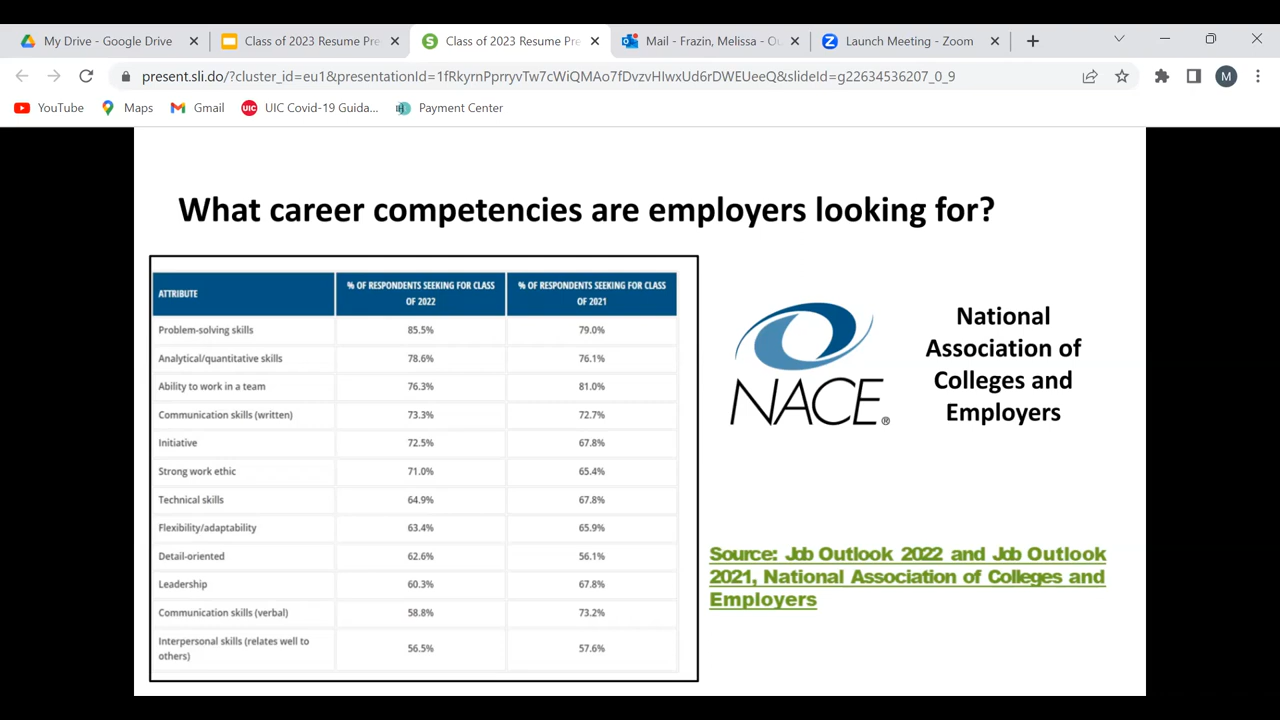 My Drive - Google Drive
Class of 2023 Resume Pre
Class of 2023 Resume Pre
Mail - Frazin, Melissa - Ou
Launch Meeting - Zoom
present.sli.do/?cluster_id=eu1&presentationId=1fRkyrnPprryvTw7cWiQMAo7fDvzvHIwxUd6rDWEUeeQ&slideId=g22634536207_0_9
M
YouTube
Maps
Gmail
UIC UIC Covid-19 Guida...
Payment Center
What career competencies are employers looking for?
ATTRIBUTE
% OF RESPONDENTS SEEKING FOR CLASS
OF 2022
% OF RESPONDENTS SEEKING FOR CLASS
OF 2021
Problem-solving skills 85.5% 79.0%
Analytical/quantitative skills 78.6% 76.1%
Ability to work in a team 76.3% 81.0%
Communication skills (written) 73.3% 72.7%
Initiative 72.5% 67.8%
Strong work ethic 71.0% 65.4%
Technical skills 64.9% 67.8%
Flexibility/adaptability 63.4% 65.9%
Detail-oriented 62.6% 56.1%
Leadership 60.3% 67.8%
Communication skills (verbal) 58.8% 73.2%
Interpersonal skills (relates well to
others) 56.5% 57.6%
NACE®
National
Association of
Colleges and
Employers
Source: Job Outlook 2022 and Job Outlook
2021, National Association of Colleges and
Employers